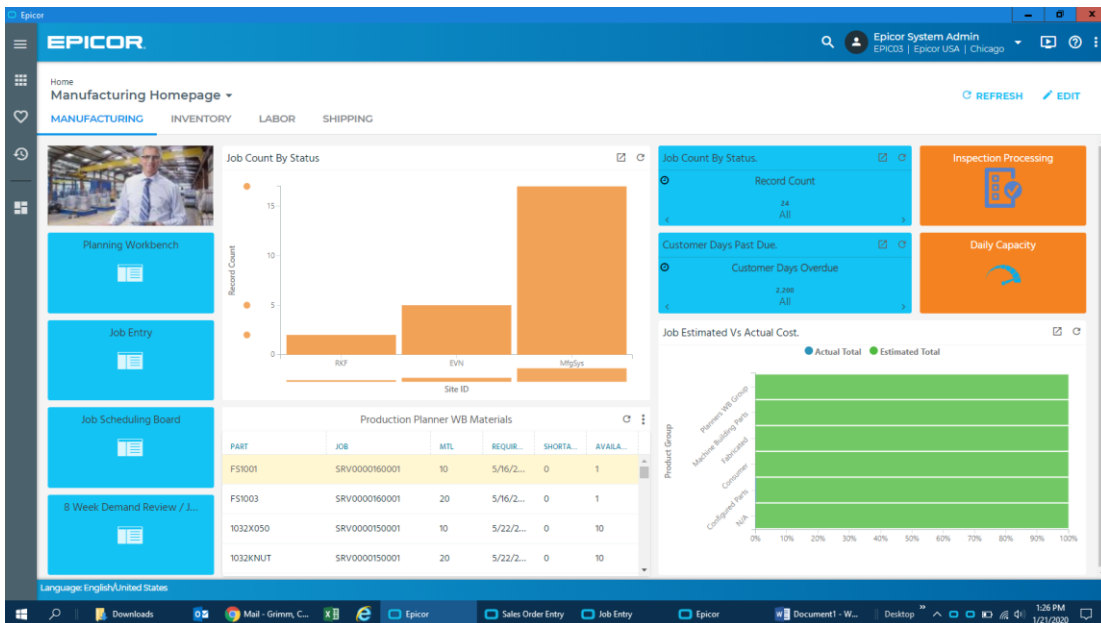 Epicor
EPICOR
Epicor System Admin
EPIC03 | Epicor USA | Chicago
Home
Manufacturing Homepage
REFRESH
EDIT
MANUFACTURING INVENTORY LABOR SHIPPING
Planning Workbench
Job Entry
Job Scheduling Board
8 Week Demand Review / J...
Job Count By Status
Record Count
15
10
5
0
RKF EVN MfgSys
Site ID
Production Planner WB Materials
PART JOB MTL REQUIR... SHORTA... AVAILA...
FS1001 SRV0000160001 10 5/16/2... 0 1
FS1003 SRV0000160001 20 5/16/2... 0 1
1032X050 SRV0000150001 10 5/22/2... 0 10
1032KNUT SRV0000150001 20 5/22/2... 0 10
Job Count By Status.
Record Count
24
All
Customer Days Past Due.
Customer Days Overdue
2,200
All
Inspection Processing
Daily Capacity
Job Estimated Vs Actual Cost.
Actual Total Estimated Total
Product Group
Planners WB Group
Machine Building Parts
Fabricated
Consumer
Configured Parts
N/A
0% 10% 20% 30% 40% 50% 60% 70% 80% 90% 100%
Language: English/United States
Downloads Mail - Grimm, C... Epicor Sales Order Entry Job Entry Epicor Document1 - W... Desktop 1:26 PM
1/21/2020